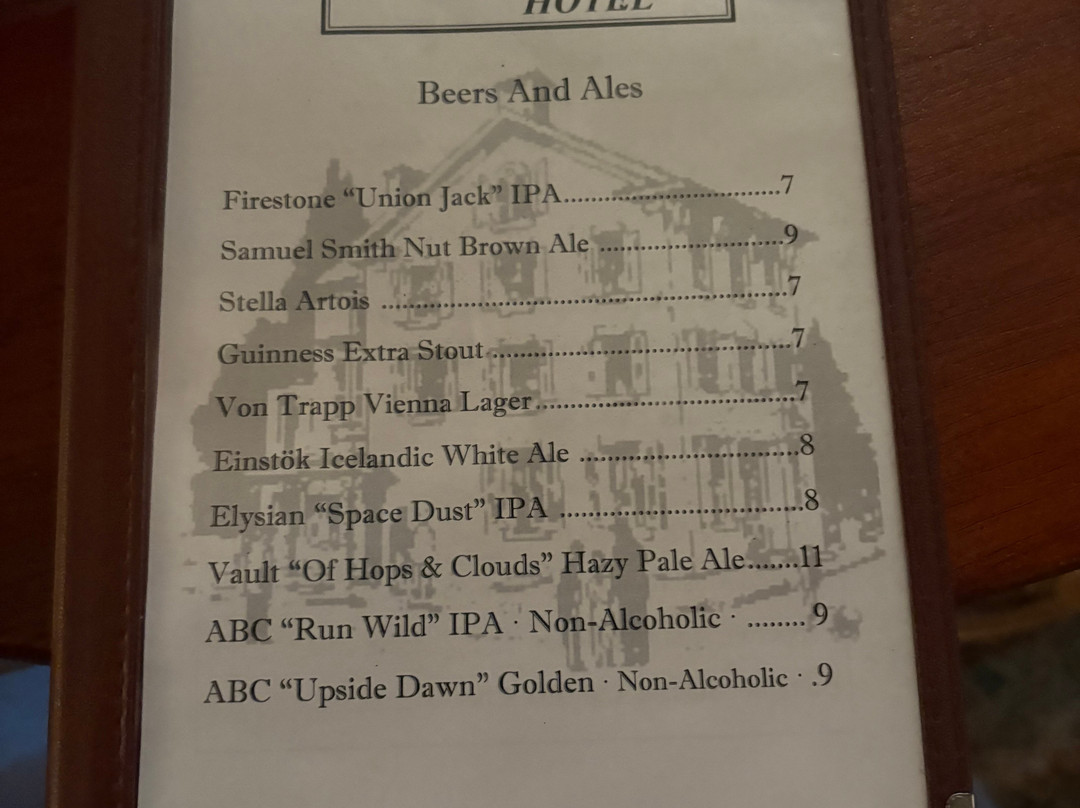 HOTEL
Beers And Ales
Firestone “Union Jack” IPA..............................7
Samuel Smith Nut Brown Ale .........................9
Stella Artois ........................................................7
Guinness Extra Stout.........................................7
Von Trapp Vienna Lager...................................7
Einstök Icelandic White Ale .............................8
Elysian “Space Dust” IPA ................................8
Vault “Of Hops & Clouds” Hazy Pale Ale.......11
ABC “Run Wild” IPA · Non-Alcoholic · ........ 9
ABC “Upside Dawn” Golden · Non-Alcoholic · .9